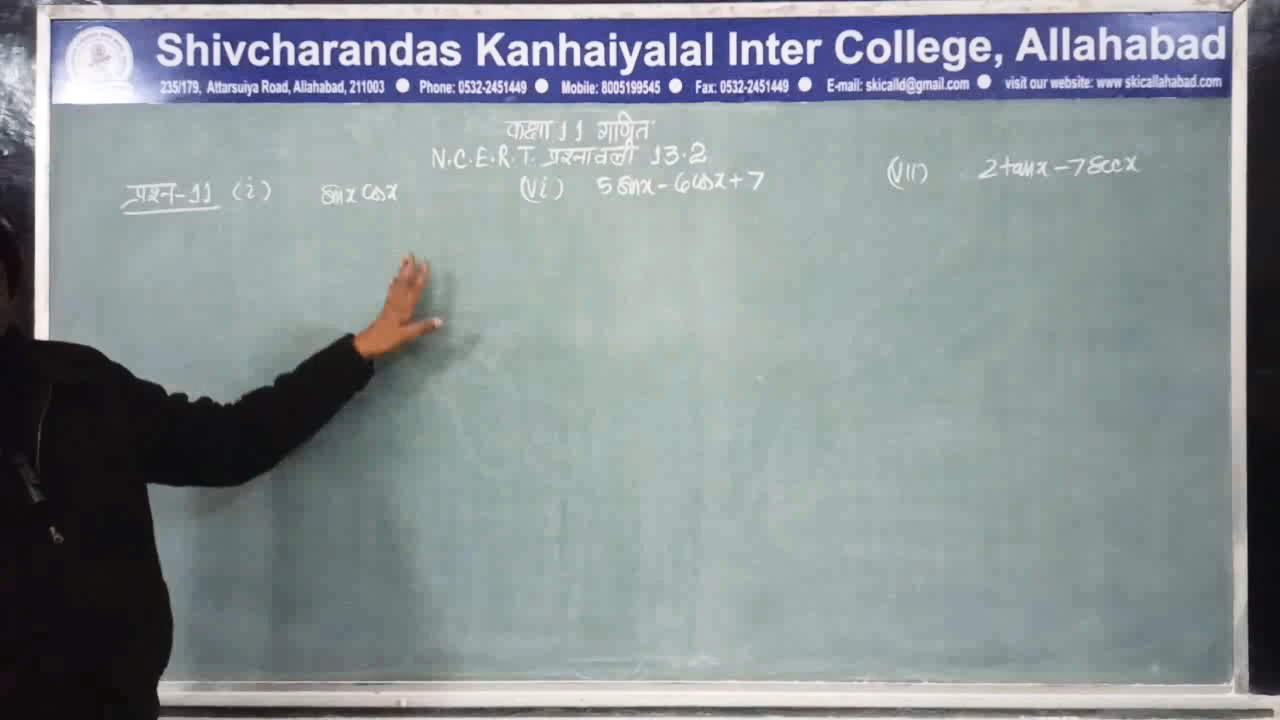 Shivcharandas Kanhaiyalal Inter College, Allahabad
235/179, Attarsuiya Road, Allahabad, 211003 ● Phone: 0532-2451449 ● Mobile: 8005199545 ● Fax: 0532-2451449 ● E-mail: skicalld@gmail.com ● visit our website: www skicallahabad.com
कक्षा 11 गणित
N.C.E.R.T. प्रश्नावली 13.2
प्रश्न-11 (i) sinx cosx (vi) 5 sinx - 6 cosx + 7 (VII) 2 tanx - 7 secx